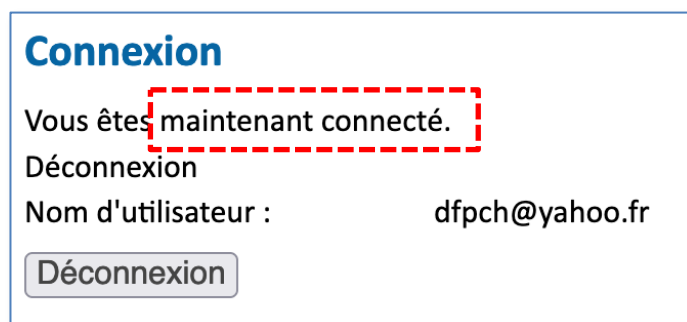 Connexion
Vous êtes maintenant connecté.
Déconnexion
Nom d'utilisateur : dfpch@yahoo.fr
Déconnexion